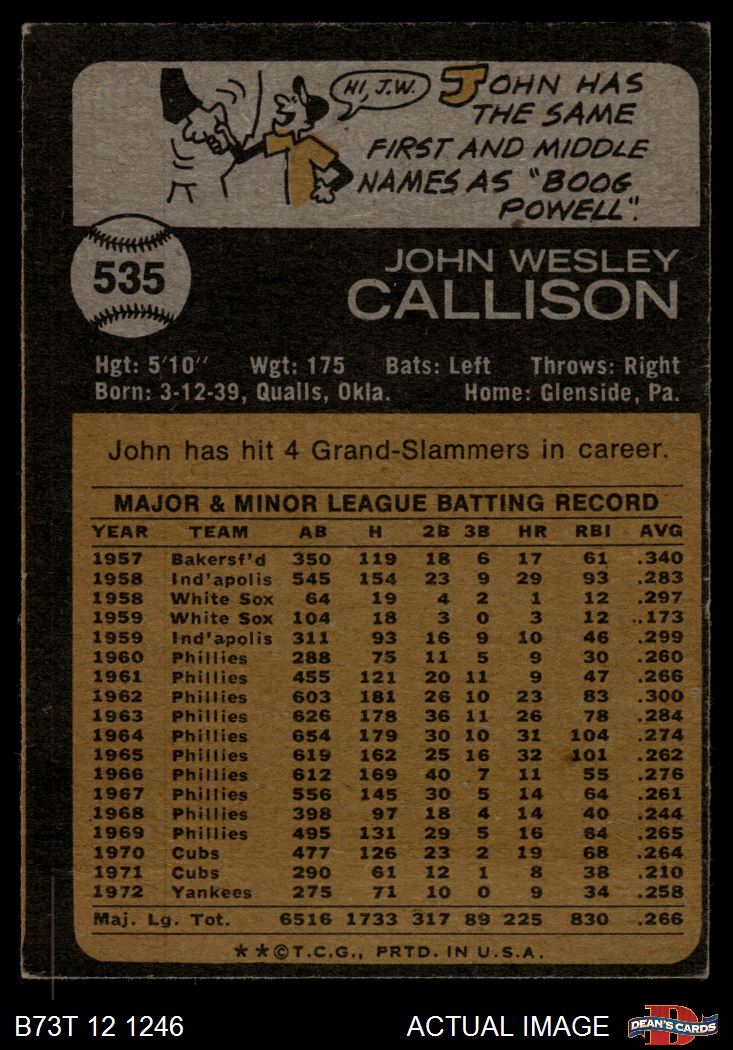 HI, J.W.
JOHN HAS
THE SAME
FIRST AND MIDDLE
NAMES AS "BOOG
POWELL".
535
JOHN WESLEY
CALLISON
Hgt: 5'10" Wgt: 175 Bats: Left Throws: Right
Born: 3-12-39, Qualls, Okla. Home: Glenside, Pa.
John has hit 4 Grand-Slammers in career.
MAJOR & MINOR LEAGUE BATTING RECORD
YEAR TEAM AB H 2B 3B HR RBI AVG
1957 Bakersf'd 350 119 18 6 17 61 .340
1958 Ind'apolis 545 154 23 9 29 93 .283
1958 White Sox 64 19 4 2 1 12 .297
1959 White Sox 104 18 3 0 3 12 ..173
1959 Ind'apolis 311 93 16 9 10 46 .299
1960 Phillies 288 75 11 5 9 30 .260
1961 Phillies 455 121 20 11 9 47 .266
1962 Phillies 603 181 26 10 23 83 .300
1963 Phillies 626 178 36 11 26 78 .284
1964 Phillies 654 179 30 10 31 104 .274
1965 Phillies 619 162 25 16 32 101 .262
1966 Phillies 612 169 40 7 11 55 .276
1967 Phillies 556 145 30 5 14 64 .261
1968 Phillies 398 97 18 4 14 40 .244
1969 Phillies 495 131 29 5 16 64 .265
1970 Cubs 477 126 23 2 19 68 .264
1971 Cubs 290 61 12 1 8 38 .210
1972 Yankees 275 71 10 0 9 34 .258
Maj. Lg. Tot. 6516 1733 317 89 225 830 .266
★★©T.C.G., PRTD. IN U.S.A.
B73T 12 1246 ACTUAL IMAGE D DEAN'S CARDS